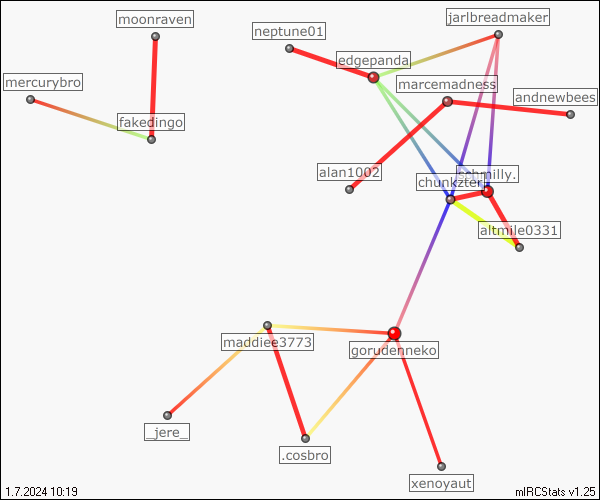 moonraven
jarlbreadmaker
neptune01
edgepanda
mercurybro
marcemadness
andnewbees
fakedingo
alan1002
schmilly.
chunkzter
altmile0331
maddiee3773
gorudenneko
_jere_
.cosbro
xenoyaut
1.7.2024 10:19
mIRCStats v1.25